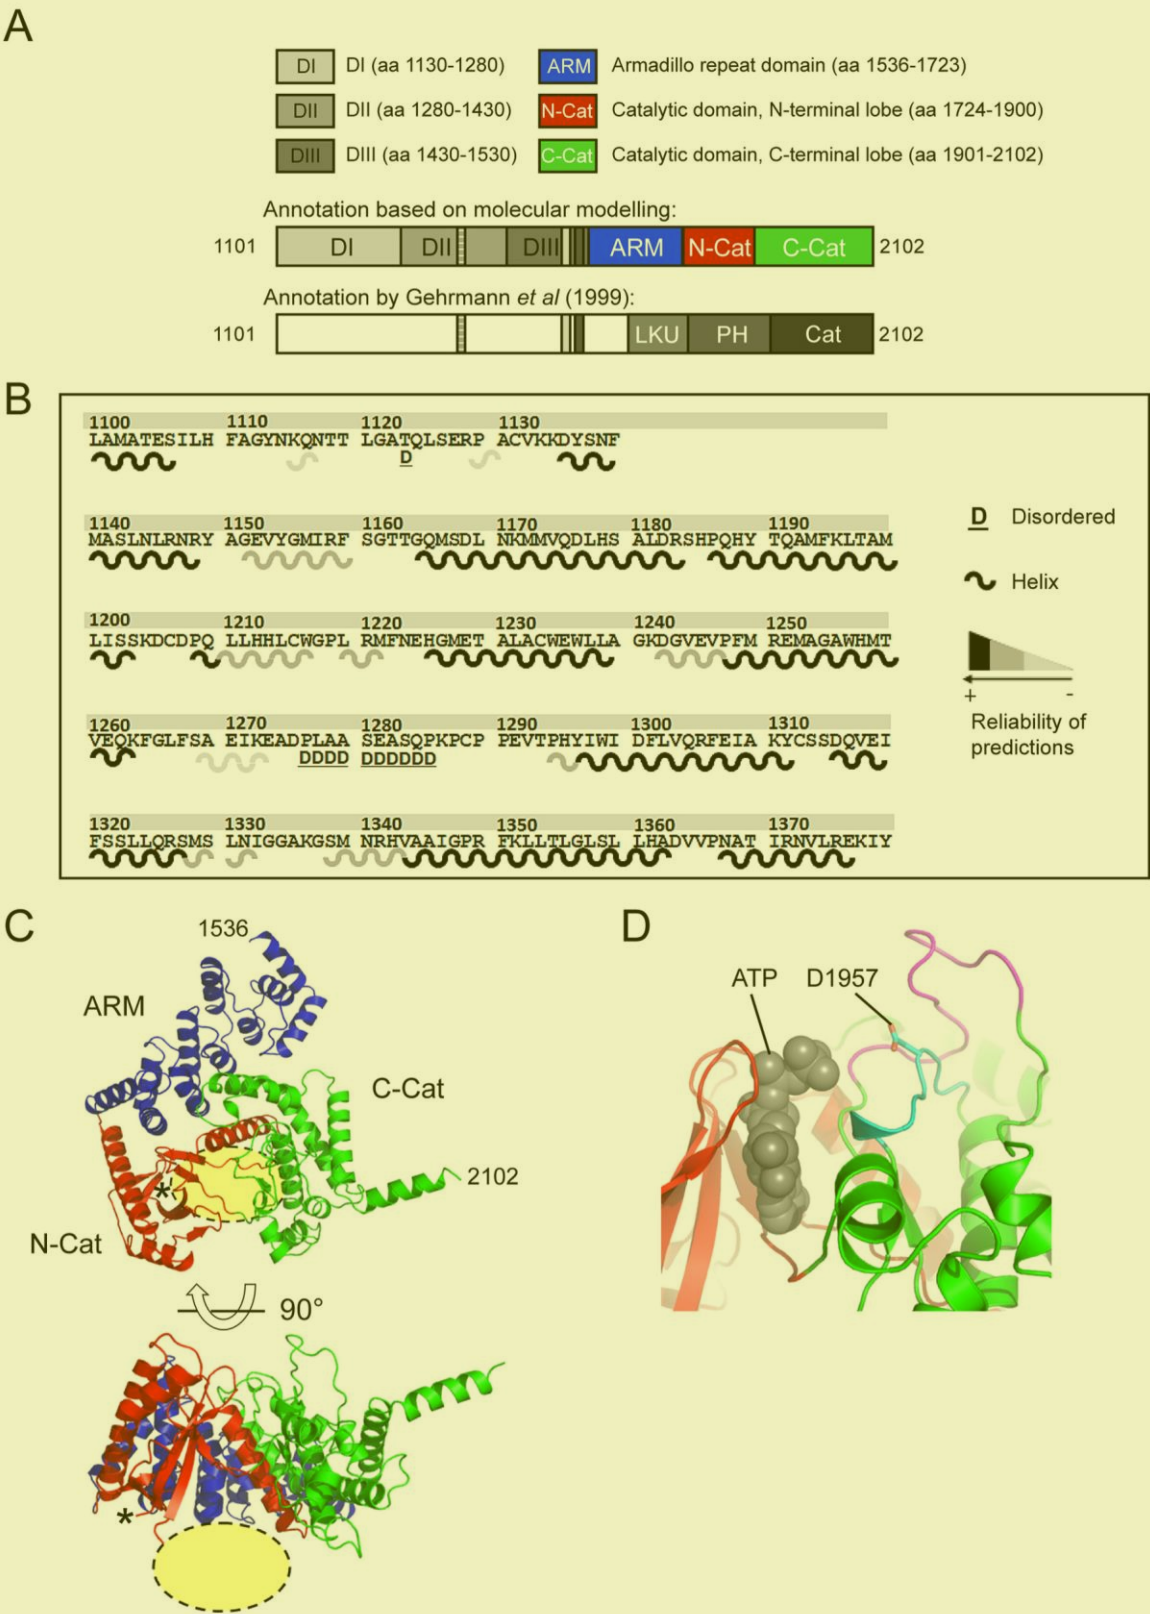 A
DI DI (aa 1130-1280) ARM Armadillo repeat domain (aa 1536-1723)
DII DII (aa 1280-1430) N-Cat Catalytic domain, N-terminal lobe (aa 1724-1900)
DIII DIII (aa 1430-1530) C-Cat Catalytic domain, C-terminal lobe (aa 1901-2102)
Annotation based on molecular modelling:
1101 DI DII DIII ARM N-Cat C-Cat 2102
Annotation by Gehrmann et al (1999):
1101 LKU PH Cat 2102
B
1100 1110 1120 1130
LAMATESILH FAGYNKQNTT LGATQLSERP ACVKKDYSNF
D
1140 1150 1160 1170 1180 1190
MASLNLRNRY AGEVYGMIRF SGTTGQMSDL NKMMVQDLHS ALDRSHPQHY TQAMFKLTAM
1200 1210 1220 1230 1240 1250
LISSKDCDPQ LLHHLCWGPL RMFNEHGMET ALACWEWLLA GKDGVEVPFM REMAGAWHMT
1260 1270 1280 1290 1300 1310
VEQKFGLFSA EIKEADPLAA SEASQPKPCP PEVTPHYIWI DFLVQRFEIA KYCSSDQVEI
DDDD DDDDDD
1320 1330 1340 1350 1360 1370
FSSLLQRSMS LNIGGAKGSM NRHVAAIGPR FKLLTLGLSL LHADVVPNAT IRNVLREKIY
D Disordered
Helix
+ -
Reliability of
predictions
C
1536
ARM
C-Cat
2102
*
N-Cat
90°
*
D
ATP D1957